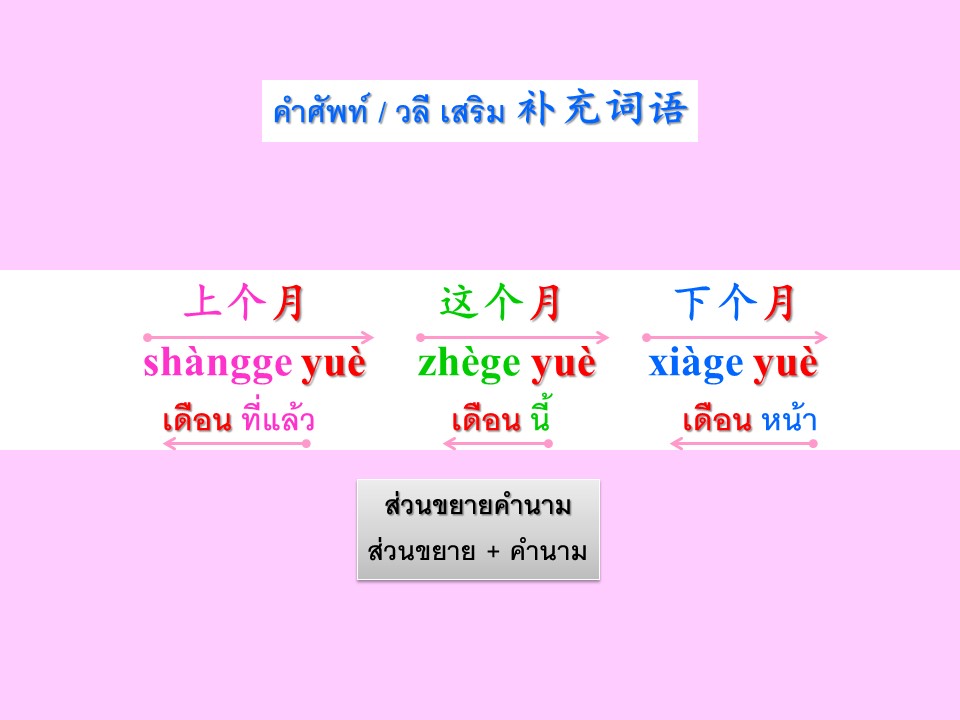 คำศัพท์ / วลี เสริม 补充词语
上个月 这个月 下个月
shàngge yuè zhège yuè xiàge yuè
เดือน ที่แล้ว เดือน นี้ เดือน หน้า
ส่วนขยายคำนาม
ส่วนขยาย + คำนาม